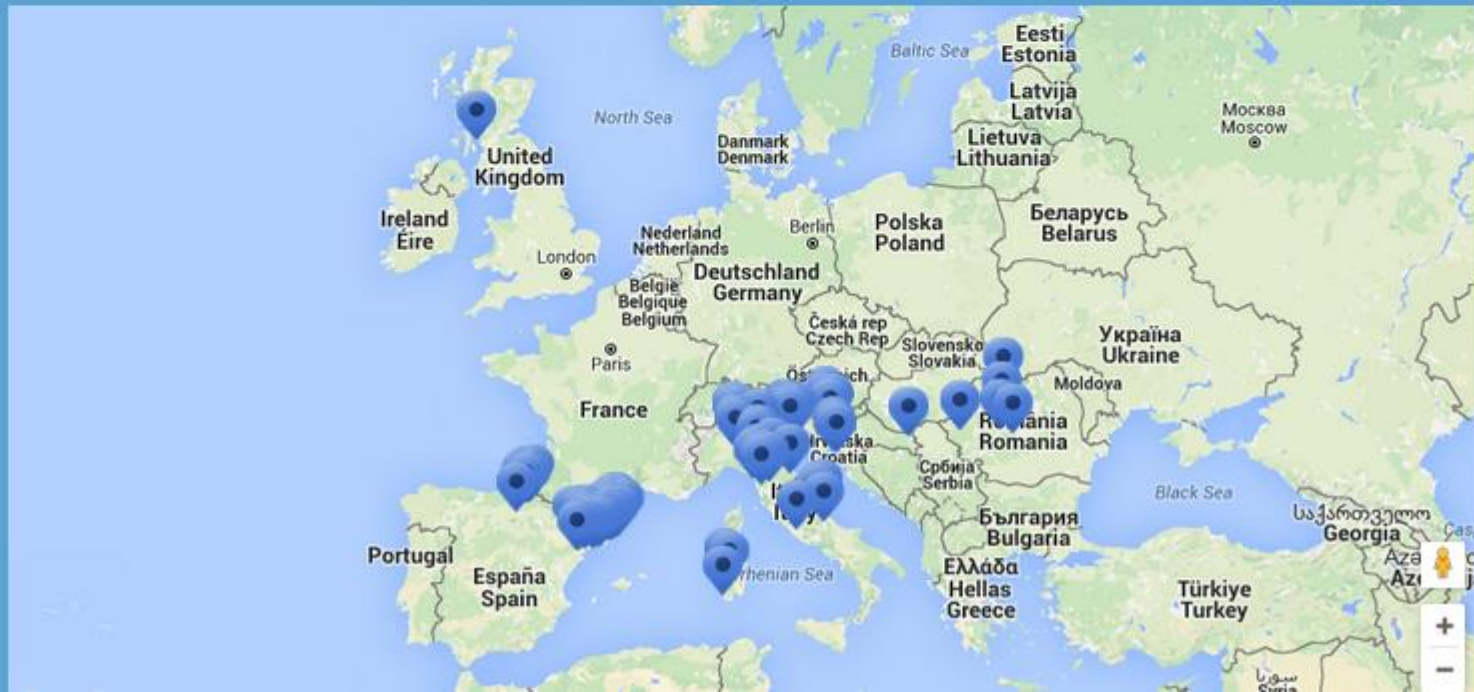 Eesti
Estonia
Baltic Sea
Latvija
Latvia
Москва
Moscow
North Sea
Danmark
Denmark
Lietuva
Lithuania
United
Kingdom
Ireland
Éire
Nederland
Netherlands
Berlin
Polska
Poland
Беларусь
Belarus
London
Deutschland
Germany
België
Belgique
Belgium
Česká rep
Czech Rep
Slovensko
Slovakia
Україна
Ukraine
Paris
Moldova
France
România
Romania
Croatia
Србија
Serbia
Black Sea
България
Bulgaria
საქართველო
Georgia
Portugal
España
Spain
Ελλάδα
Hellas
Greece
Türkiye
Turkey
سوريا
Syria
+
−